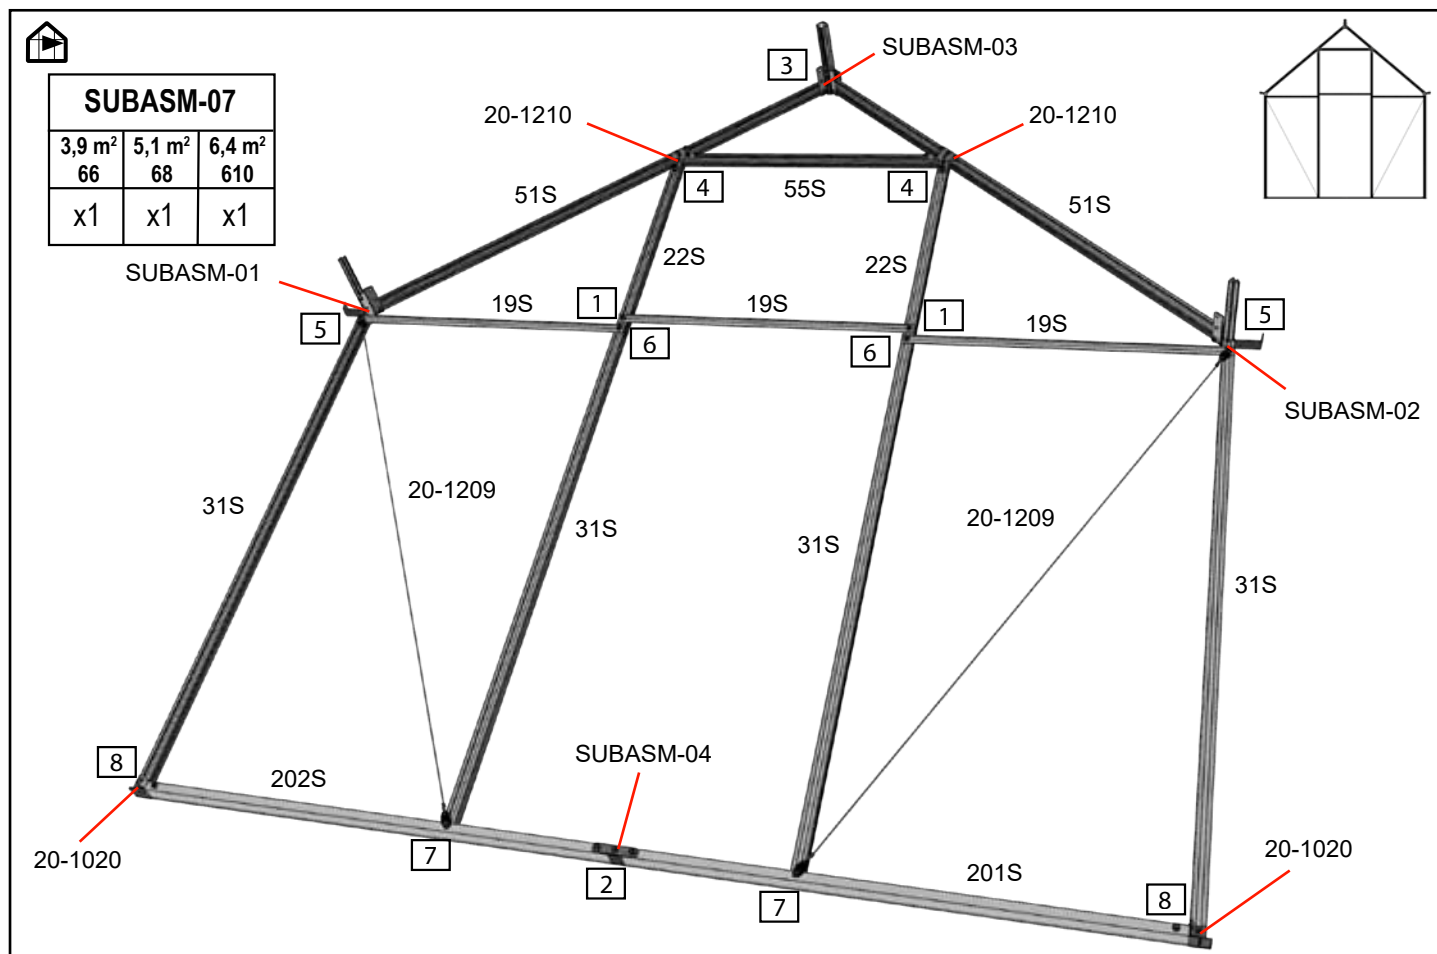 SUBASM-07
3,9 m² 5,1 m² 6,4 m²
66 68 610
x1 x1 x1
3
SUBASM-03
20-1210
20-1210
4
55S
4
51S
51S
22S
22S
SUBASM-01
5
19S
1
19S
1
19S
5
6
6
SUBASM-02
31S
20-1209
31S
31S
20-1209
31S
8
202S
SUBASM-04
20-1020
7
2
7
201S
8
20-1020